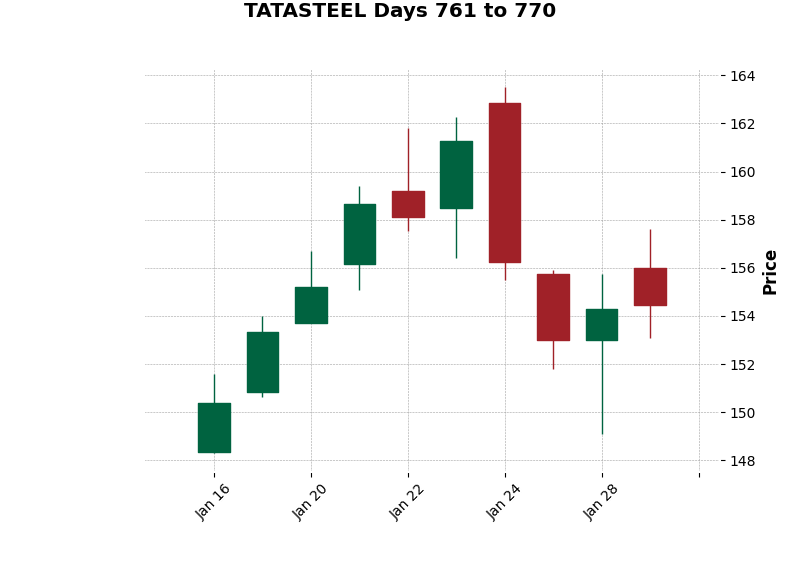 TATASTEEL Days 761 to 770
164
162
160
158
156
154
152
150
148
Price
Jan 16
Jan 20
Jan 22
Jan 24
Jan 28